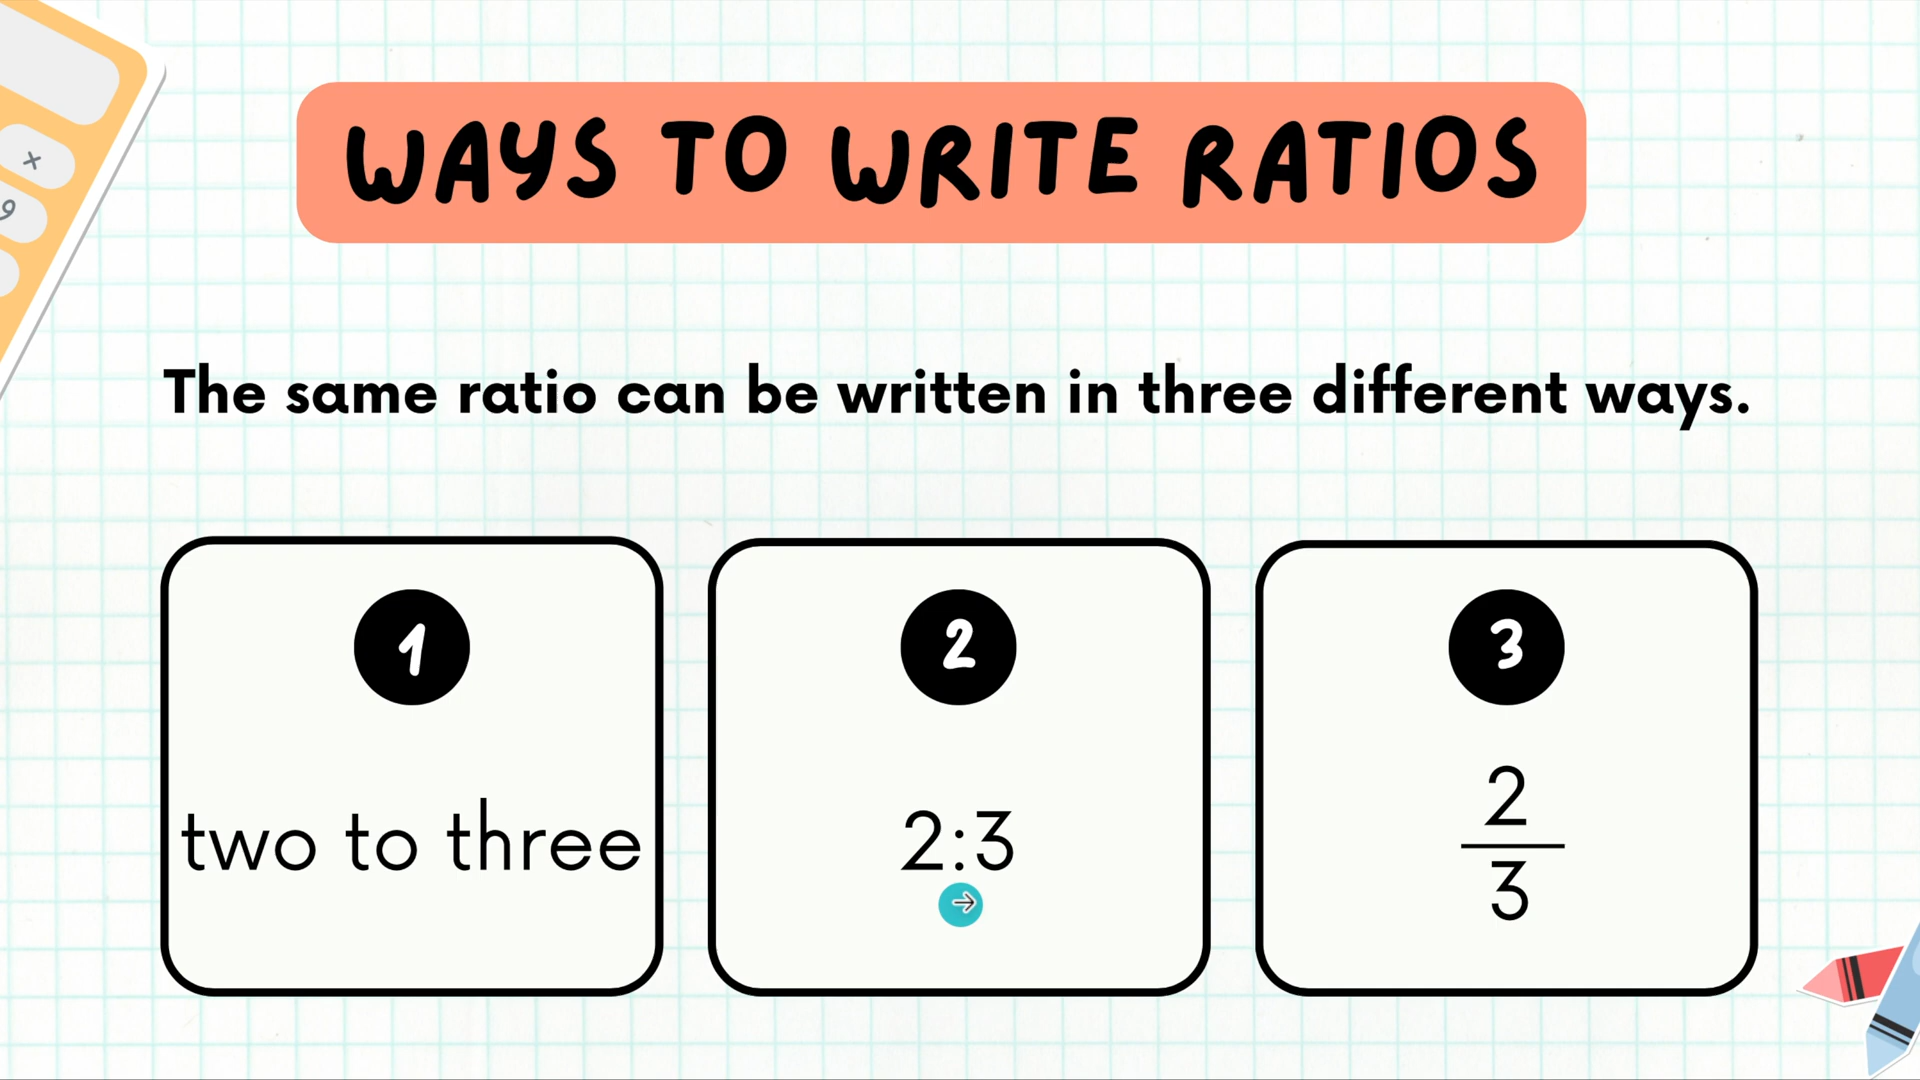 WAYS TO WRITE RATIOS
The same ratio can be written in three different ways.
1
two to three
2
2:3
3
2
3
×
9